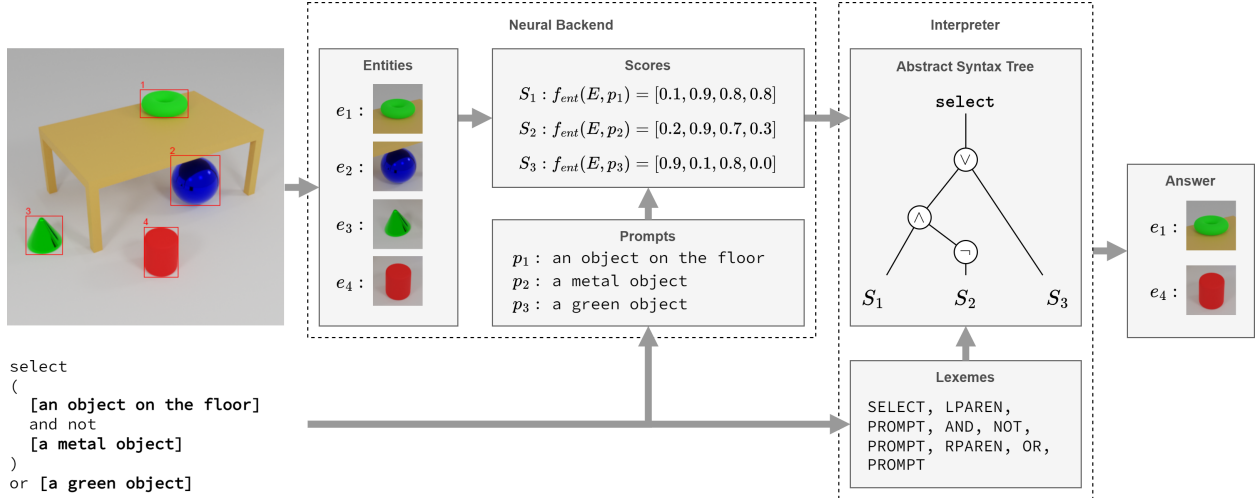 Neural Backend
Interpreter
Entities
Scores
Abstract Syntax Tree
1
2
3
4
e₁ :
e₂ :
e₃ :
e₄ :
S₁ : fₑₙₜ(E, p₁) = [0.1, 0.9, 0.8, 0.8]
S₂ : fₑₙₜ(E, p₂) = [0.2, 0.9, 0.7, 0.3]
S₃ : fₑₙₜ(E, p₃) = [0.9, 0.1, 0.8, 0.0]
Prompts
p₁ : an object on the floor
p₂ : a metal object
p₃ : a green object
select
∨
∧
¬
S₁ S₂ S₃
Answer
e₁ :
e₄ :
select
(
[an object on the floor]
and not
[a metal object]
)
or [a green object]
Lexemes
SELECT, LPAREN,
PROMPT, AND, NOT,
PROMPT, RPAREN, OR,
PROMPT